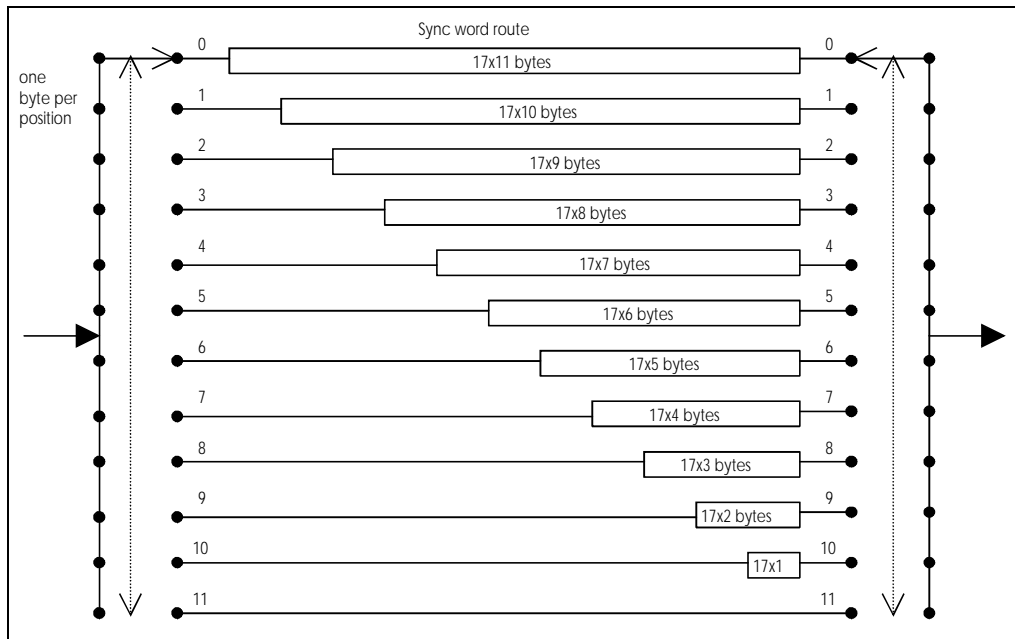 Sync word route
0 17x11 bytes 0
one
byte per
position
1 17x10 bytes 1
2 17x9 bytes 2
3 17x8 bytes 3
4 17x7 bytes 4
5 17x6 bytes 5
6 17x5 bytes 6
7 17x4 bytes 7
8 17x3 bytes 8
9 17x2 bytes 9
10 17x1 10
11 11